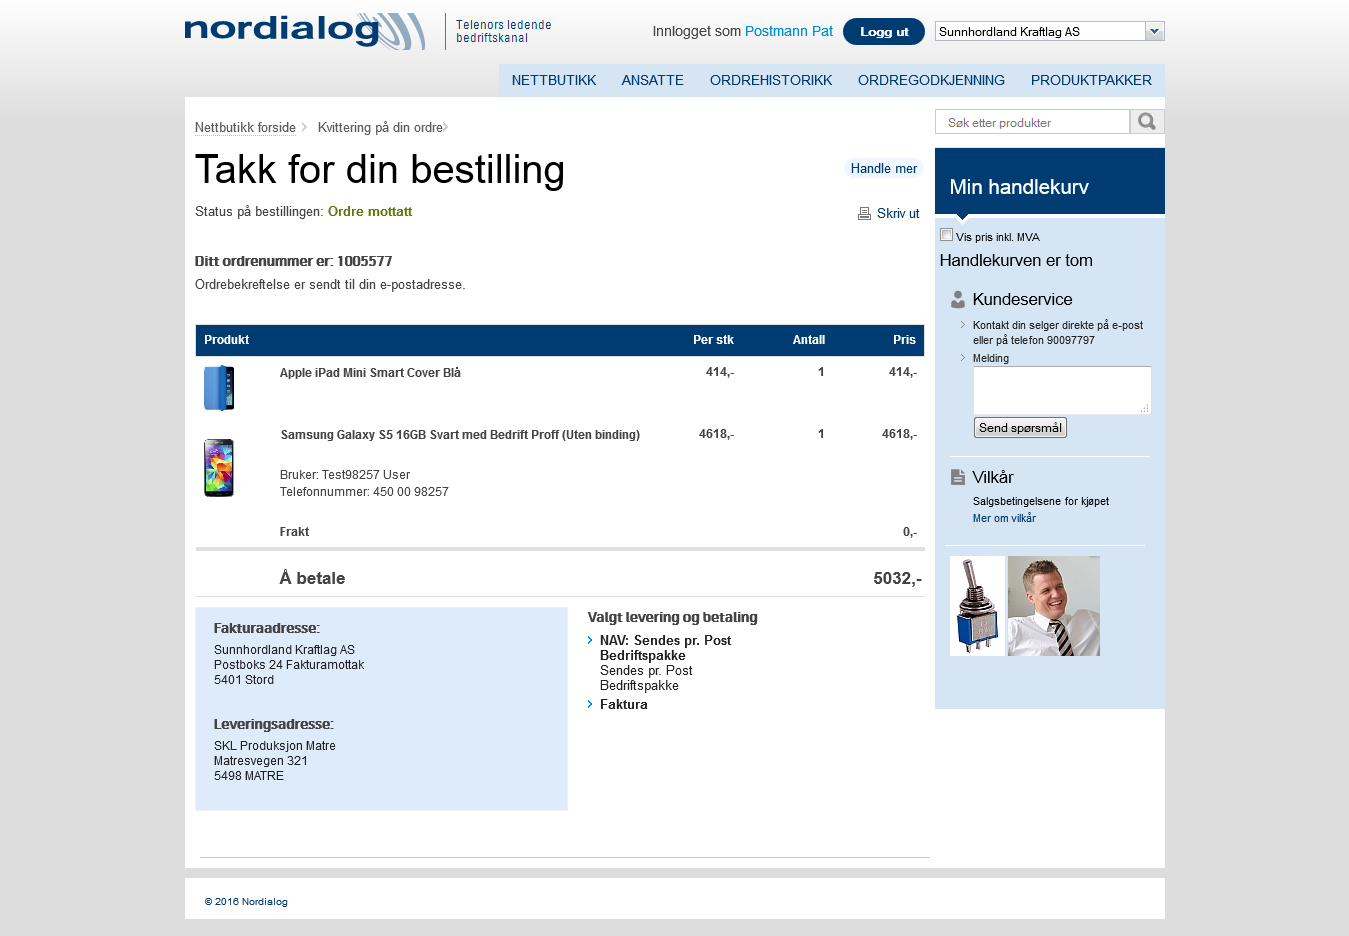 nordialog
Telenors ledende
bedriftskanal
Innlogget som Postmann Pat
Logg ut
Sunnhordland Kraftlag AS
NETTBUTIKK ANSATTE ORDREHISTORIKK ORDREGODKJENNING PRODUKTPAKKER
Nettbutikk forside
Kvittering på din ordre
Takk for din bestilling
Handle mer
Status på bestillingen: Ordre mottatt
Skriv ut
Ditt ordrenummer er: 1005577
Ordrebekreftelse er sendt til din e-postadresse.
Produkt Per stk Antall Pris
Apple iPad Mini Smart Cover Blå 414,- 1 414,-
Samsung Galaxy S5 16GB Svart med Bedrift Proff (Uten binding) 4618,- 1 4618,-
Bruker: Test98257 User
Telefonnummer: 450 00 98257
Frakt 0,-
Å betale 5032,-
Fakturaadresse:
Sunnhordland Kraftlag AS
Postboks 24 Fakturamottak
5401 Stord
Leveringsadresse:
SKL Produksjon Matre
Matresvegen 321
5498 MATRE
Valgt levering og betaling
NAV: Sendes pr. Post
Bedriftspakke
Sendes pr. Post
Bedriftspakke
Faktura
Søk etter produkter
Min handlekurv
Vis pris inkl. MVA
Handlekurven er tom
Kundeservice
Kontakt din selger direkte på e-post
eller på telefon 90097797
Melding
Send spørsmål
Vilkår
Salgsbetingelsene for kjøpet
Mer om vilkår
© 2016 Nordialog